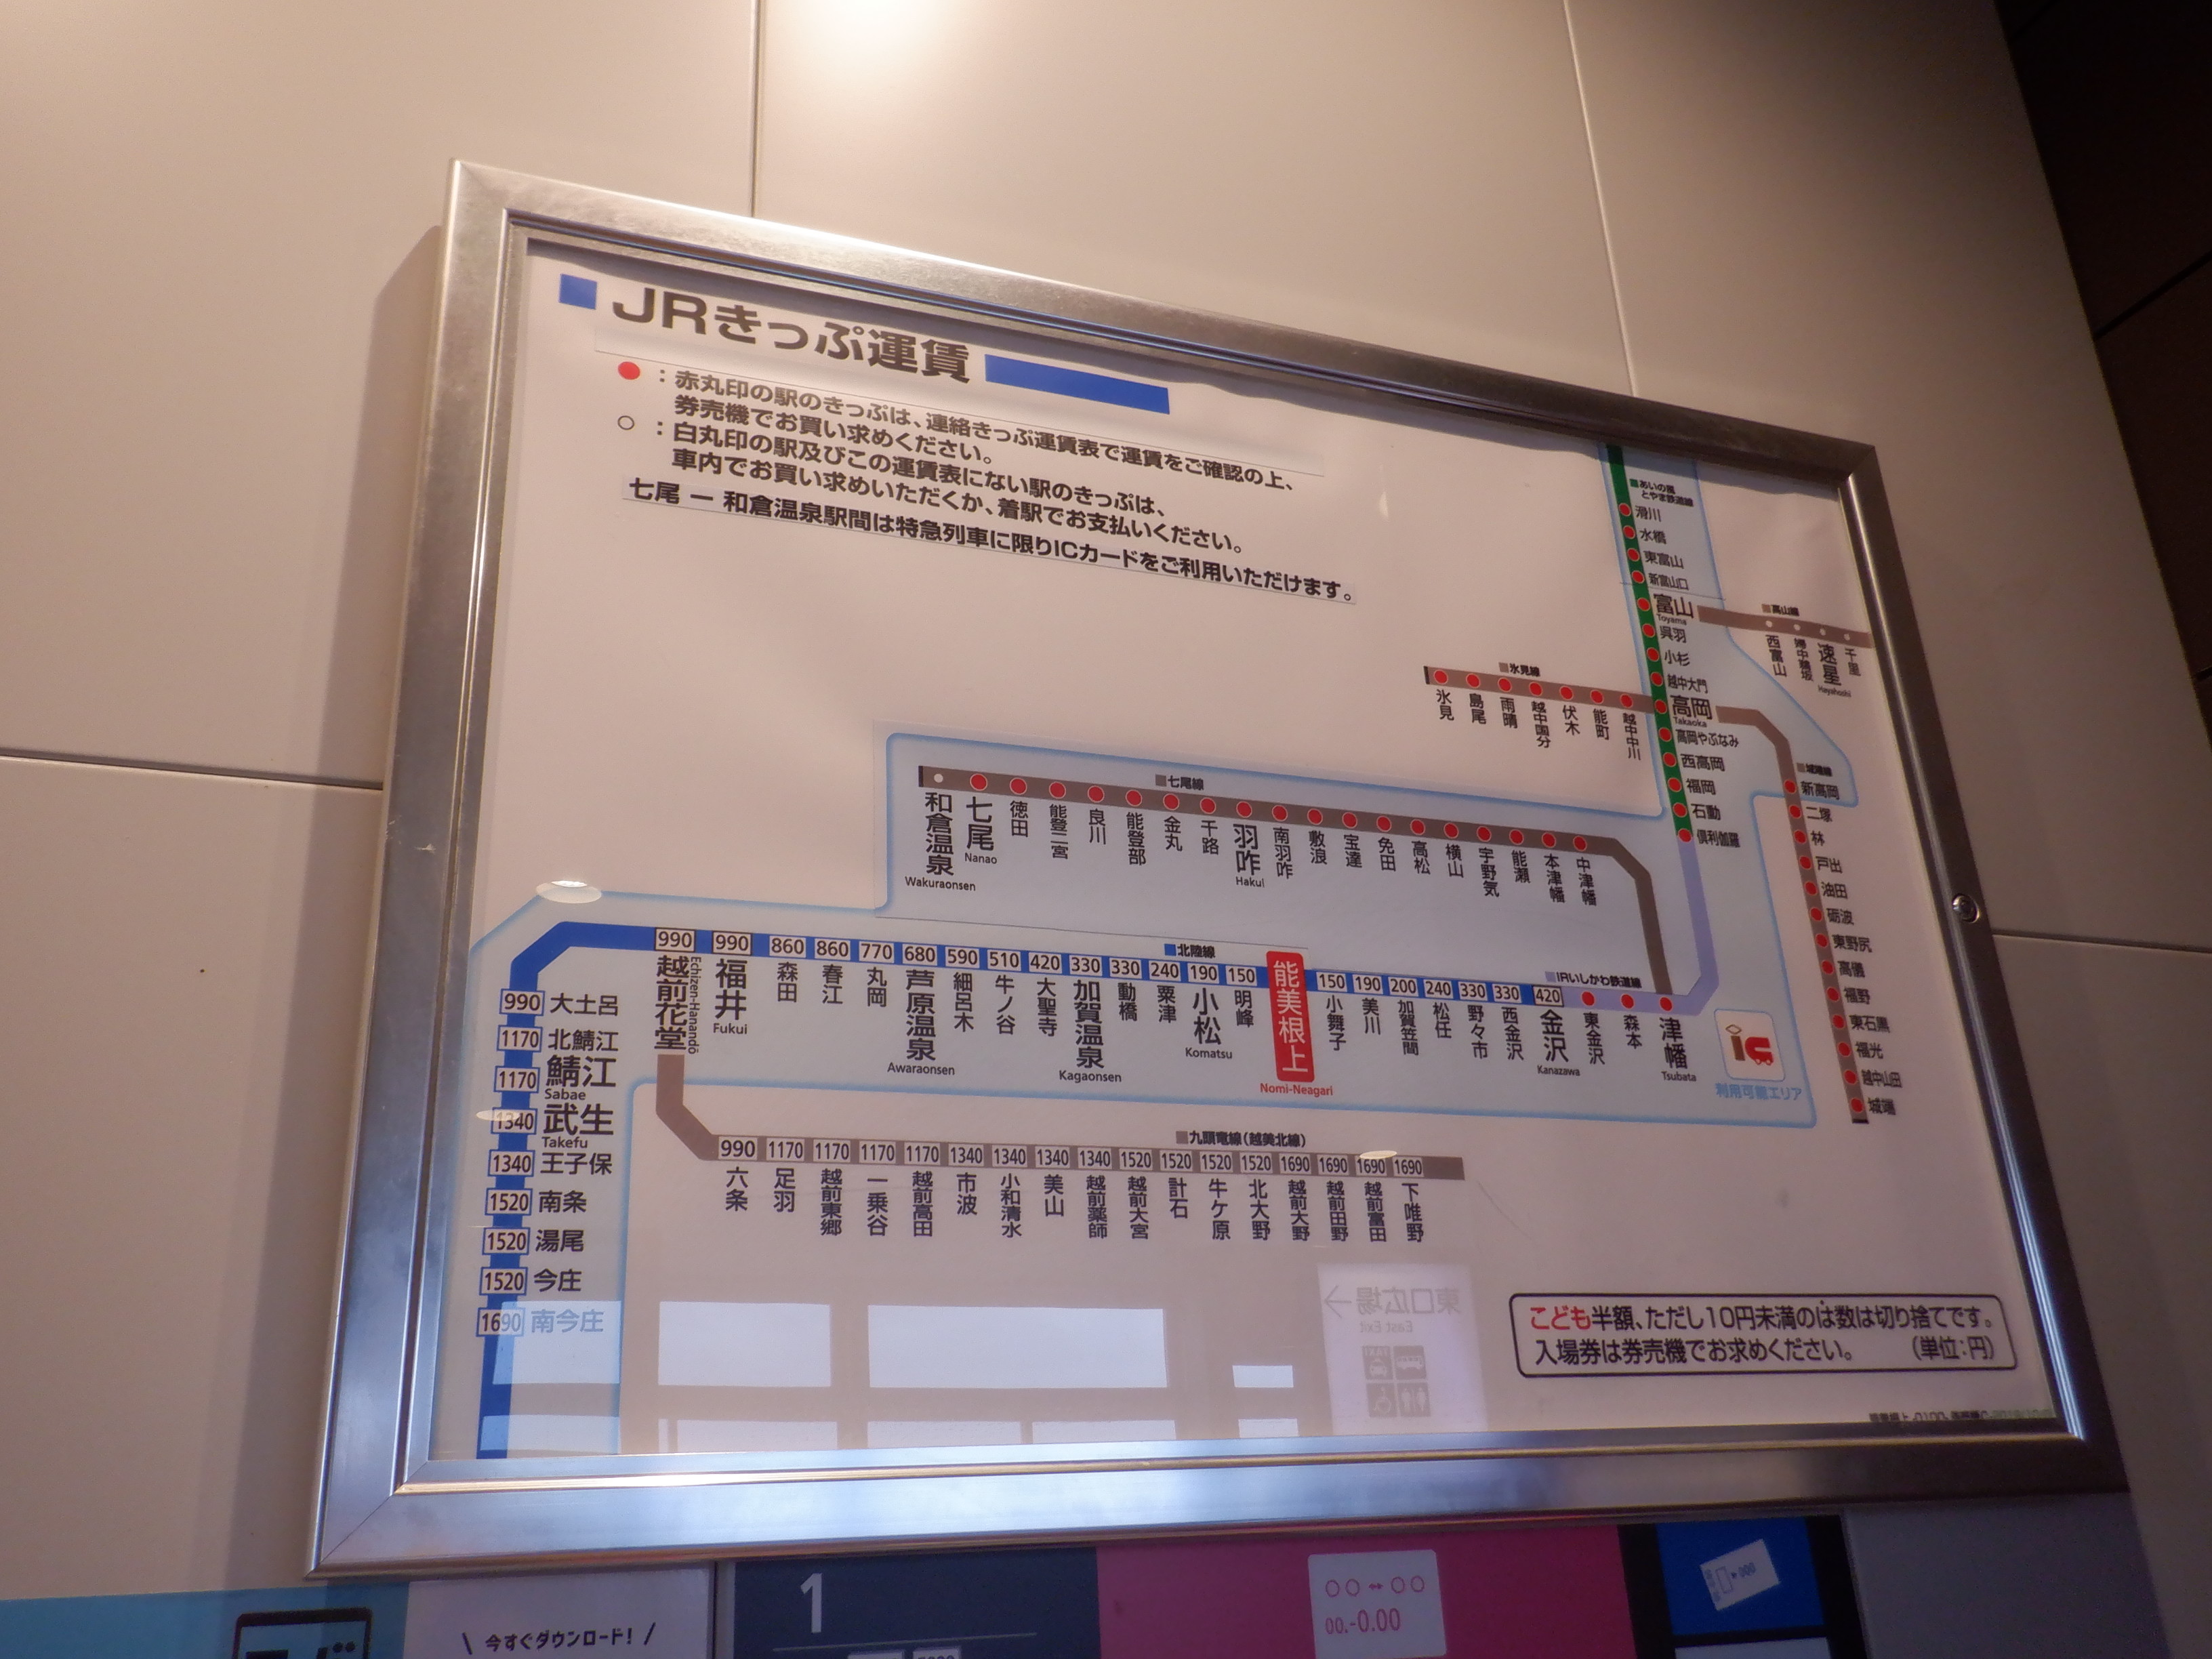 JRきっぷ運賃
●：赤丸印の駅のきっぷは、連絡きっぷ運賃表で運賃をご確認の上、
券売機でお買い求めください。
○：白丸印の駅及びこの運賃表にない駅のきっぷは、
車内でお買い求めいただくか、着駅でお支払いください。
七尾 ー 和倉温泉駅間は特急列車に限りICカードをご利用いただけます。
■あいの風
とやま鉄道線
滑川
水橋
東富山
新富山口
富山
Toyama
呉羽
小杉
越中大門
高岡
Takaoka
高岡やぶなみ
西高岡
福岡
石動
倶利伽羅
■高山線
西富山
婦中鵜坂
速星
Hayahoshi
千里
■氷見線
氷見
島尾
雨晴
越中国分
伏木
能町
越中中川
■城端線
新高岡
二塚
林
戸出
油田
砺波
東野尻
高儀
福野
東石黒
福光
越中山田
城端
■七尾線
和倉温泉
Wakuraonsen
七尾
Nanao
徳田
能登二宮
良川
能登部
金丸
千路
羽咋
Hakui
南羽咋
敷浪
宝達
免田
高松
横山
宇野気
能瀬
本津幡
中津幡
■北陸線
990 越前花堂
Echizen-Hanandō
990 福井
Fukui
860 森田
860 春江
770 丸岡
680 芦原温泉
Awaraonsen
590 細呂木
510 牛ノ谷
420 大聖寺
330 加賀温泉
Kagaonsen
330 動橋
240 粟津
190 小松
Komatsu
150 明峰
能美根上
Nomi-Neagari
150 小舞子
190 美川
200 加賀笠間
240 松任
330 野々市
330 西金沢
420 金沢
Kanazawa
■IRいしかわ鉄道線
東金沢
森本
津幡
Tsubata
IC
利用可能エリア
990 大土呂
1170 北鯖江
1170 鯖江
Sabae
1340 武生
Takefu
1340 王子保
1520 南条
1520 湯尾
1520 今庄
1690 南今庄
■九頭竜線（越美北線）
990 六条
1170 足羽
1170 越前東郷
1170 一乗谷
1170 越前高田
1340 市波
1340 小和清水
1340 美山
1340 越前薬師
1520 越前大宮
1520 計石
1520 牛ケ原
1520 北大野
1690 越前大野
1690 越前田野
1690 越前富田
1690 下唯野
東口広場
East Exit
TAXI
こども半額、ただし10円未満のは数は切り捨てです。
入場券は券売機でお求めください。 （単位：円）
今すぐダウンロード!
1
○○↔○○
00.-0.00